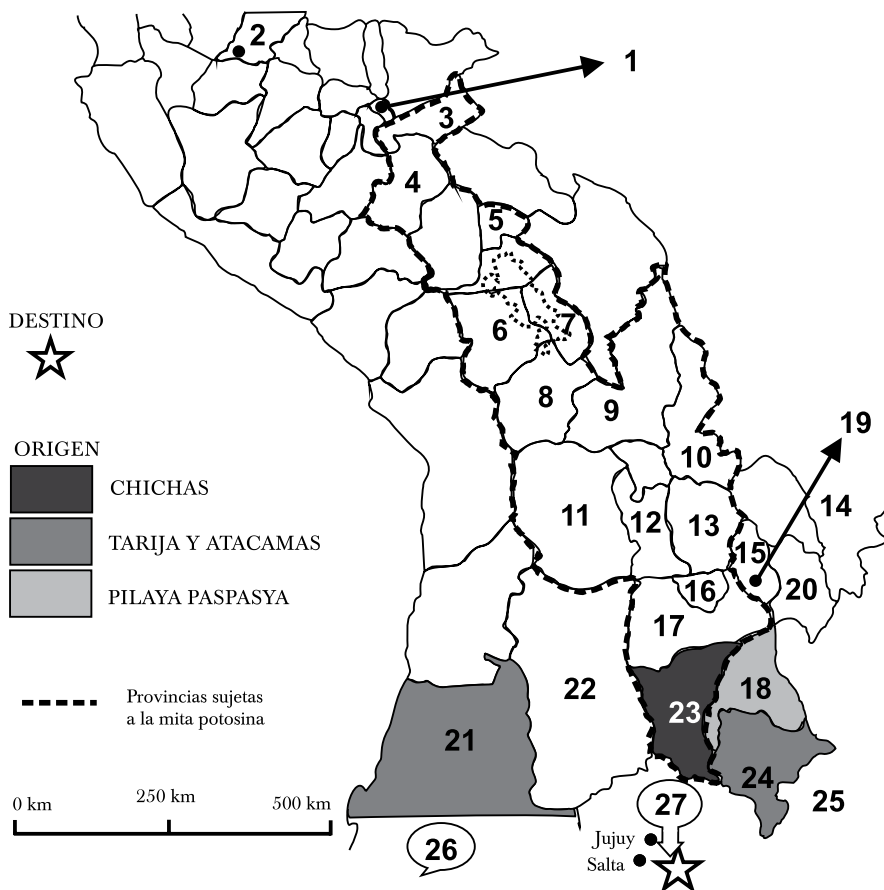 2
1
3
4
5
DESTINO
6
7
8
9
19
ORIGEN
10
CHICHAS
11
12
13
14
TARIJA Y ATACAMAS
15
PILAYA PASPASYA
16
20
17
Provincias sujetas
a la mita potosina
22
18
23
21
24
25
0 km
250 km
500 km
27
Jujuy
26
Salta